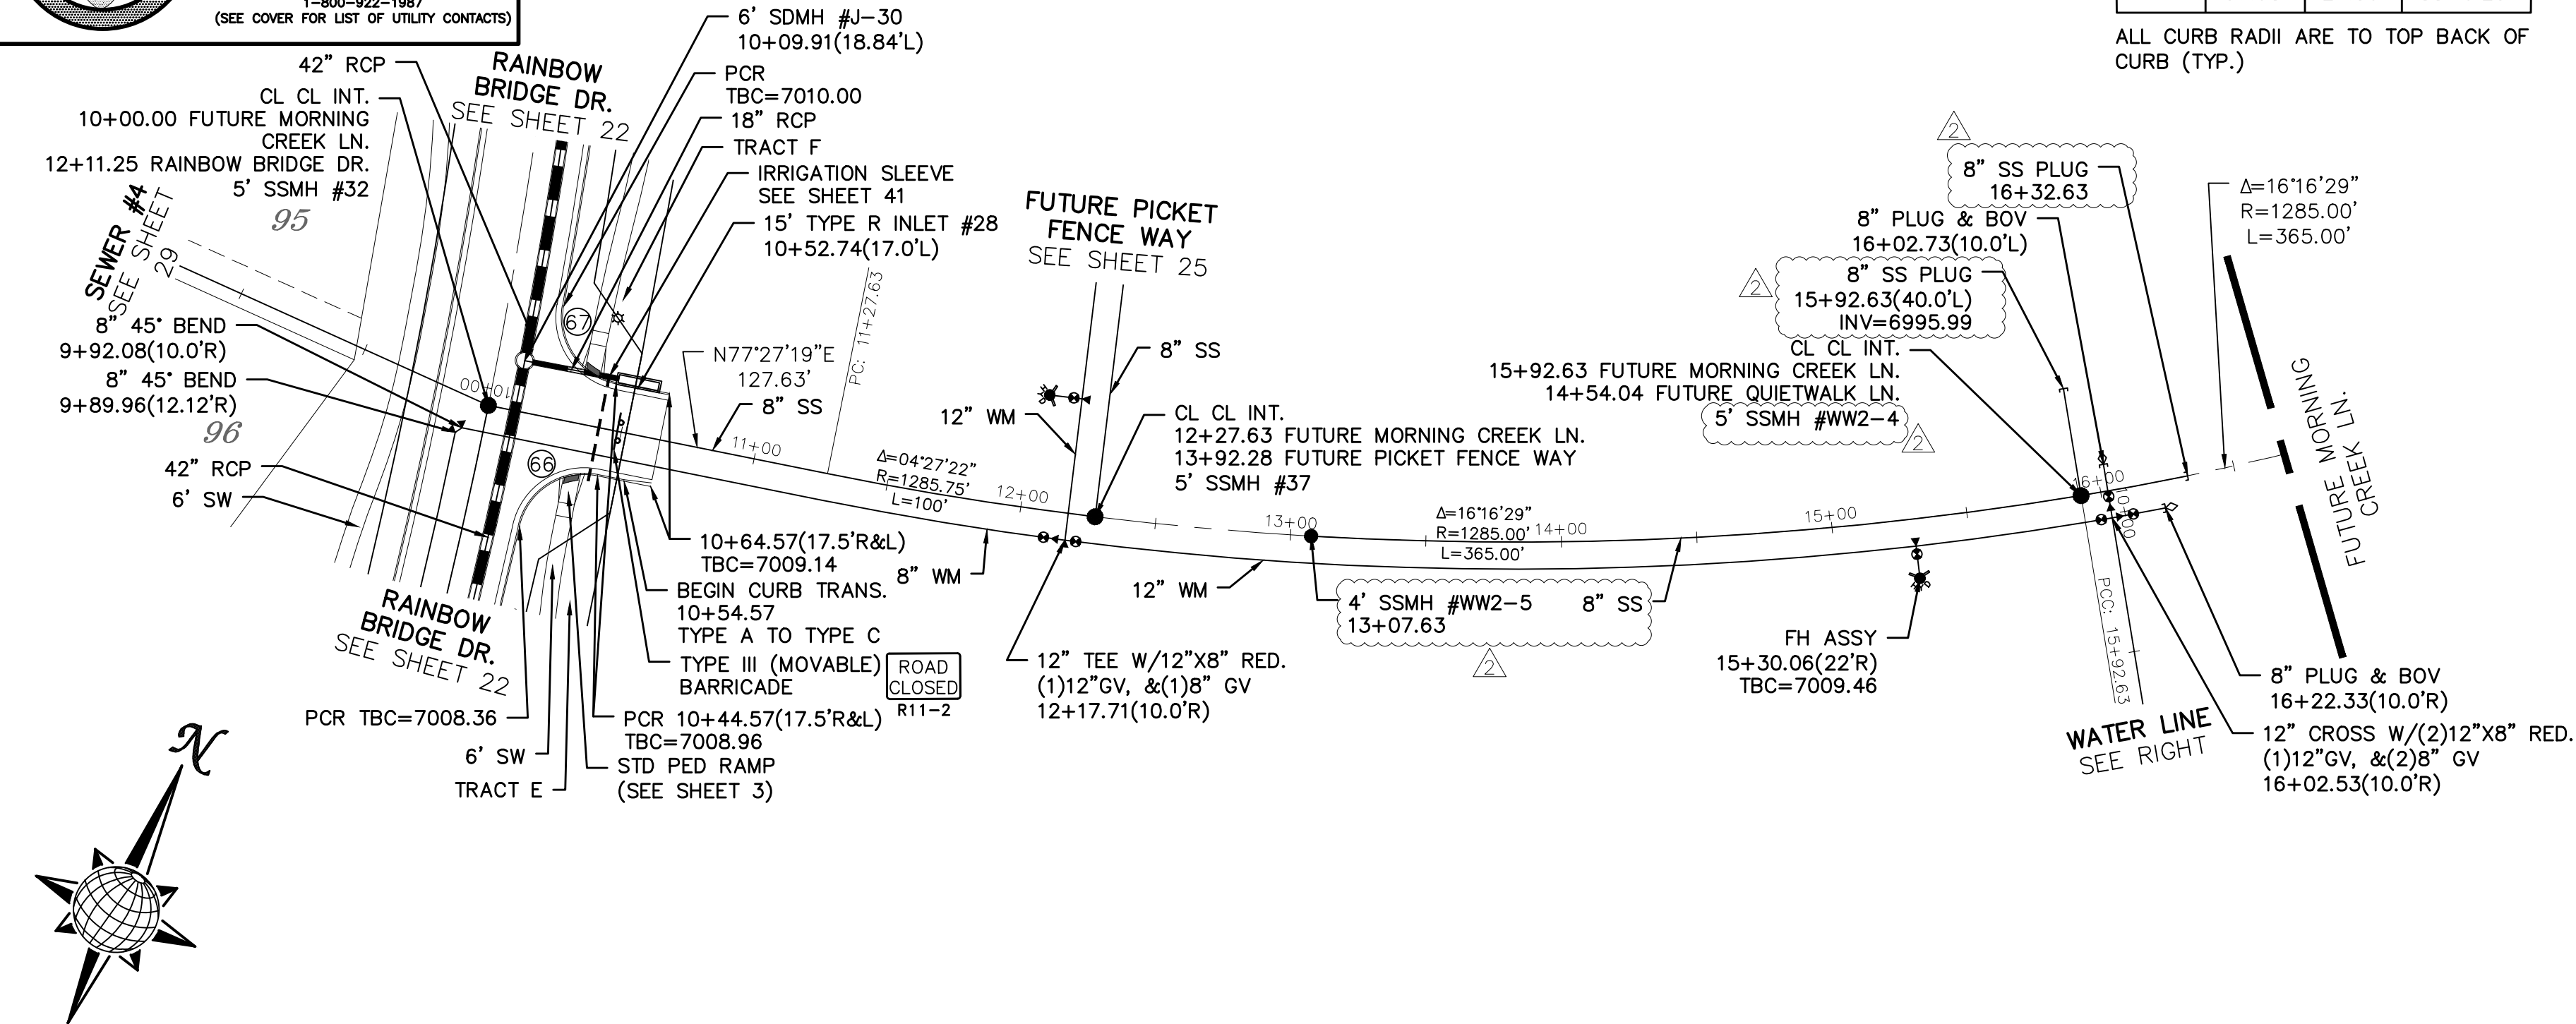 1-800-922-1987
(SEE COVER FOR LIST OF UTILITY CONTACTS)
ALL CURB RADII ARE TO TOP BACK OF
CURB (TYP.)
6' SDMH #J-30
10+09.91(18.84'L)
42" RCP
RAINBOW
BRIDGE DR.
SEE SHEET 22
PCR
TBC=7010.00
CL CL INT.
10+00.00 FUTURE MORNING
CREEK LN.
12+11.25 RAINBOW BRIDGE DR.
5' SSMH #32
18" RCP
TRACT F
IRRIGATION SLEEVE
SEE SHEET 41
15' TYPE R INLET #28
10+52.74(17.0'L)
95
SEWER #4
SEE SHEET
29
8" 45° BEND
9+92.08(10.0'R)
8" 45° BEND
9+89.96(12.12'R)
96
42" RCP
6' SW
67
66
10+00
N77°27'19"E
127.63'
8" SS
PC: 11+27.63
11+00
FUTURE PICKET
FENCE WAY
SEE SHEET 25
8" SS
12" WM
Δ=04°27'22"
R=1285.75'
L=100'
12+00
CL CL INT.
12+27.63 FUTURE MORNING CREEK LN.
13+92.28 FUTURE PICKET FENCE WAY
5' SSMH #37
10+64.57(17.5'R&L)
TBC=7009.14
8" WM
BEGIN CURB TRANS.
10+54.57
TYPE A TO TYPE C
TYPE III (MOVABLE)
BARRICADE
ROAD
CLOSED
R11-2
RAINBOW
BRIDGE DR.
SEE SHEET 22
PCR TBC=7008.36
6' SW
TRACT E
PCR 10+44.57(17.5'R&L)
TBC=7008.96
STD PED RAMP
(SEE SHEET 3)
12" TEE W/12"X8" RED.
(1)12"GV, &(1)8" GV
12+17.71(10.0'R)
12" WM
13+00
4' SSMH #WW2-5
13+07.63
8" SS
2
Δ=16°16'29"
R=1285.00'
L=365.00'
14+00
15+00
FH ASSY
15+30.06(22'R)
TBC=7009.46
2
8" SS PLUG
16+32.63
8" PLUG & BOV
16+02.73(10.0'L)
2
8" SS PLUG
15+92.63(40.0'L)
INV=6995.99
CL CL INT.
15+92.63 FUTURE MORNING CREEK LN.
14+54.04 FUTURE QUIETWALK LN.
5' SSMH #WW2-4
2
Δ=16°16'29"
R=1285.00'
L=365.00'
16+00
10+00
PCC: 15+92.63
FUTURE MORNING
CREEK LN.
WATER LINE
SEE RIGHT
8" PLUG & BOV
16+22.33(10.0'R)
12" CROSS W/(2)12"X8" RED.
(1)12"GV, &(2)8" GV
16+02.53(10.0'R)
N